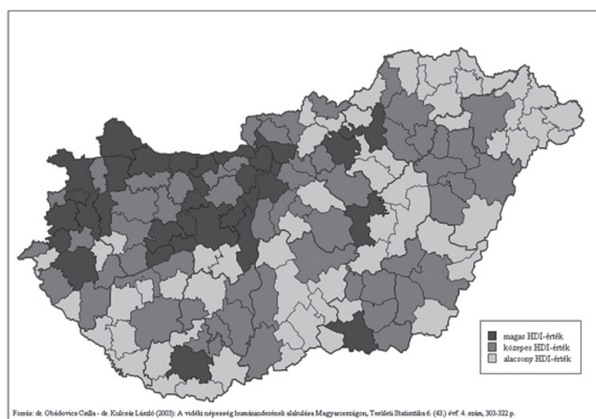 magas HDI-érték
közepes HDI-érték
alacsony HDI-érték
Forrás: dr. Obádovics Csilla - dr. Kulcsár László (2003): A vidéki népesség humánindexének alakulása Magyarországon, Területi Statisztika 6. (43.) évf. 4. szám, 303-322 p.